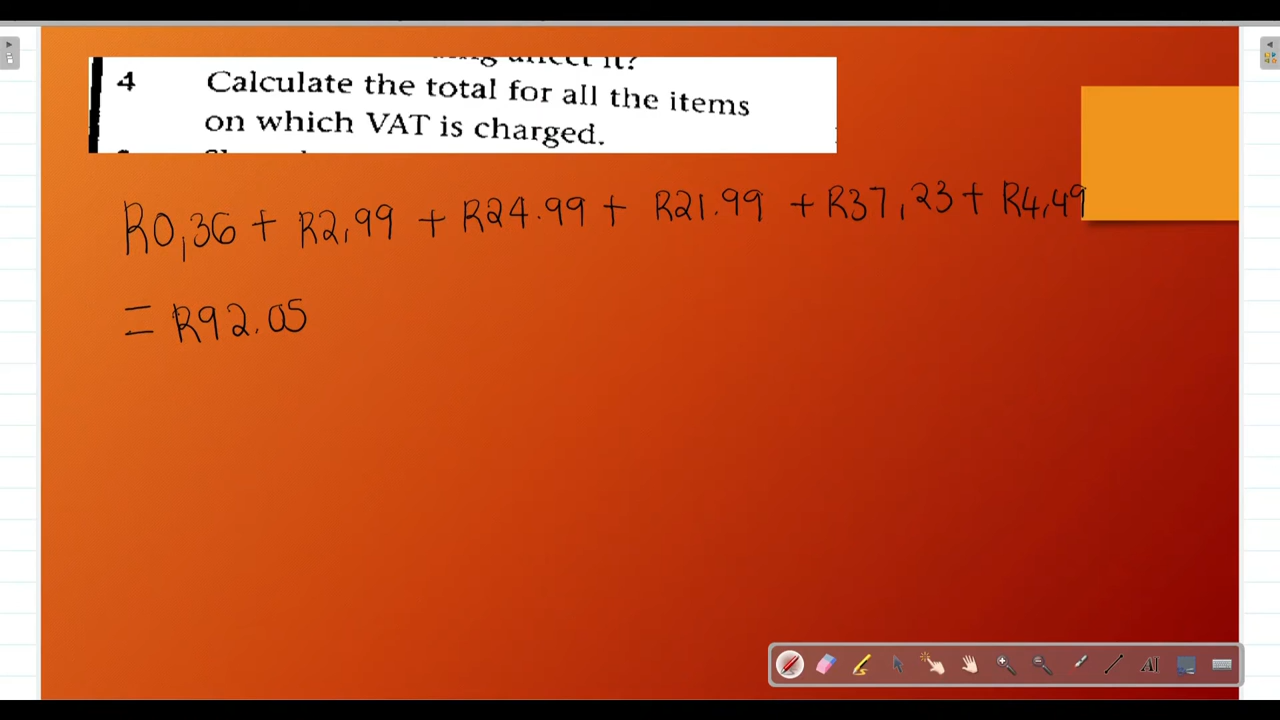 4 Calculate the total for all the items
on which VAT is charged.
R0,36 + R2,99 + R24.99 + R21.99 + R37,23 + R4,49
= R92.05
AI